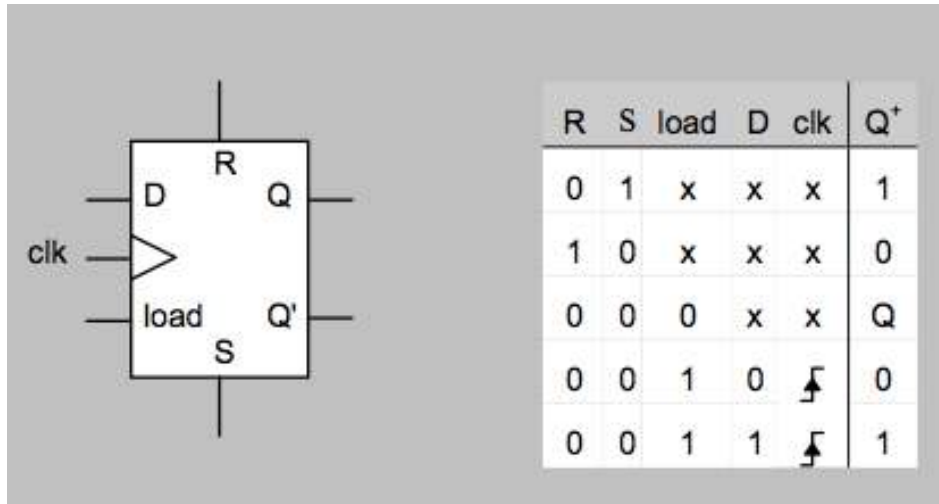 R
D Q
clk
load Q'
S
R S load D clk Q⁺
0 1 x x x 1
1 0 x x x 0
0 0 0 x x Q
0 0 1 0 0
0 0 1 1 1